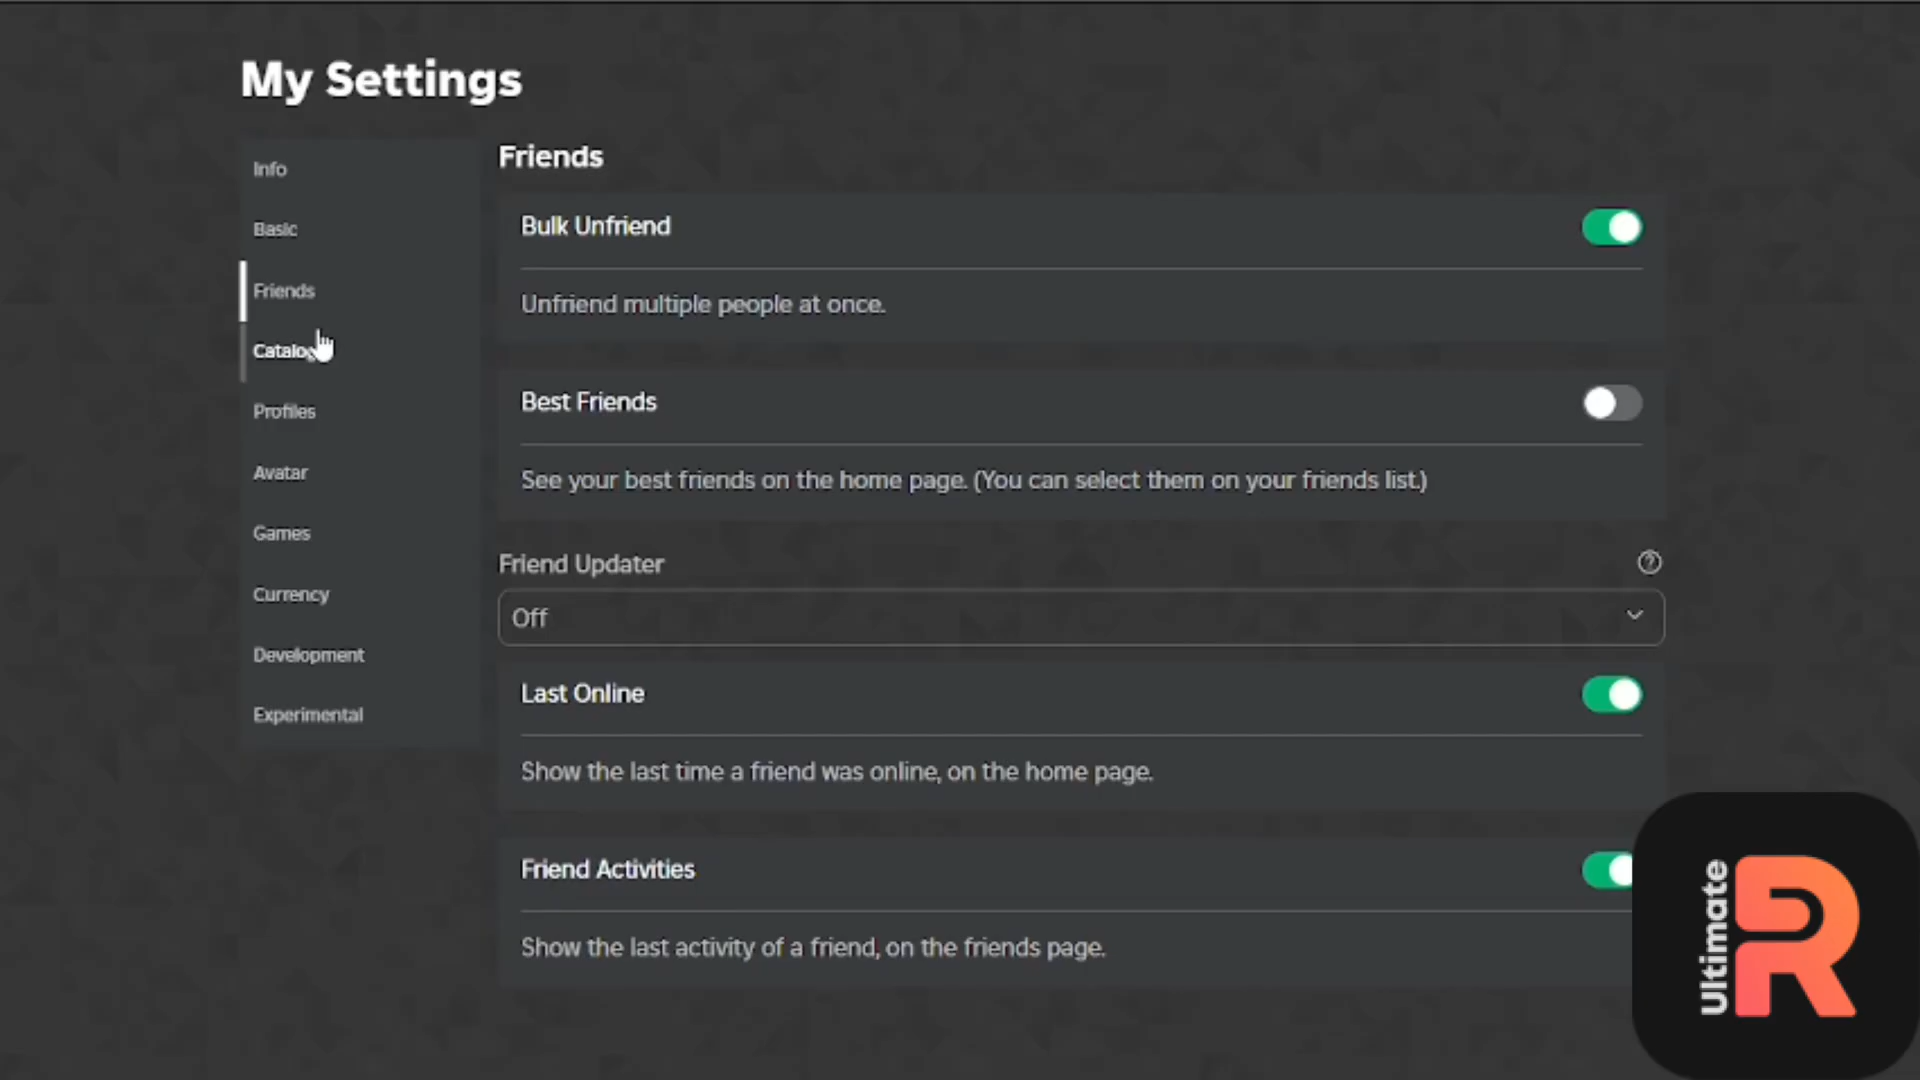 My Settings
Info
Basic
Friends
Catalog
Profiles
Avatar
Games
Currency
Development
Experimental
Friends
Bulk Unfriend
Unfriend multiple people at once.
Best Friends
See your best friends on the home page. (You can select them on your friends list.)
Friend Updater
Off
Last Online
Show the last time a friend was online, on the home page.
Friend Activities
Show the last activity of a friend, on the friends page.
Ultimate
R